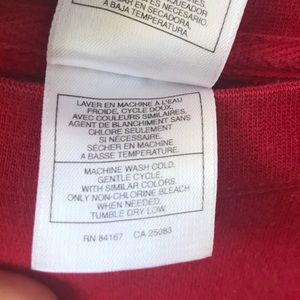 A BAJA TEMPERATURA.
LAVER EN MACHINE À L'EAU
FROIDE, CYCLE DOUX,
AVEC COULEURS SIMILAIRES.
AGENT DE BLANCHIMENT SANS
CHLORE SEULEMENT
SI NÉCESSAIRE.
SÉCHER EN MACHINE
A BASSE TEMPÉRATURE.
MACHINE WASH COLD,
GENTLE CYCLE,
WITH SIMILAR COLORS.
ONLY NON-CHLORINE BLEACH
WHEN NEEDED.
TUMBLE DRY LOW.
RN 84167 CA 25983